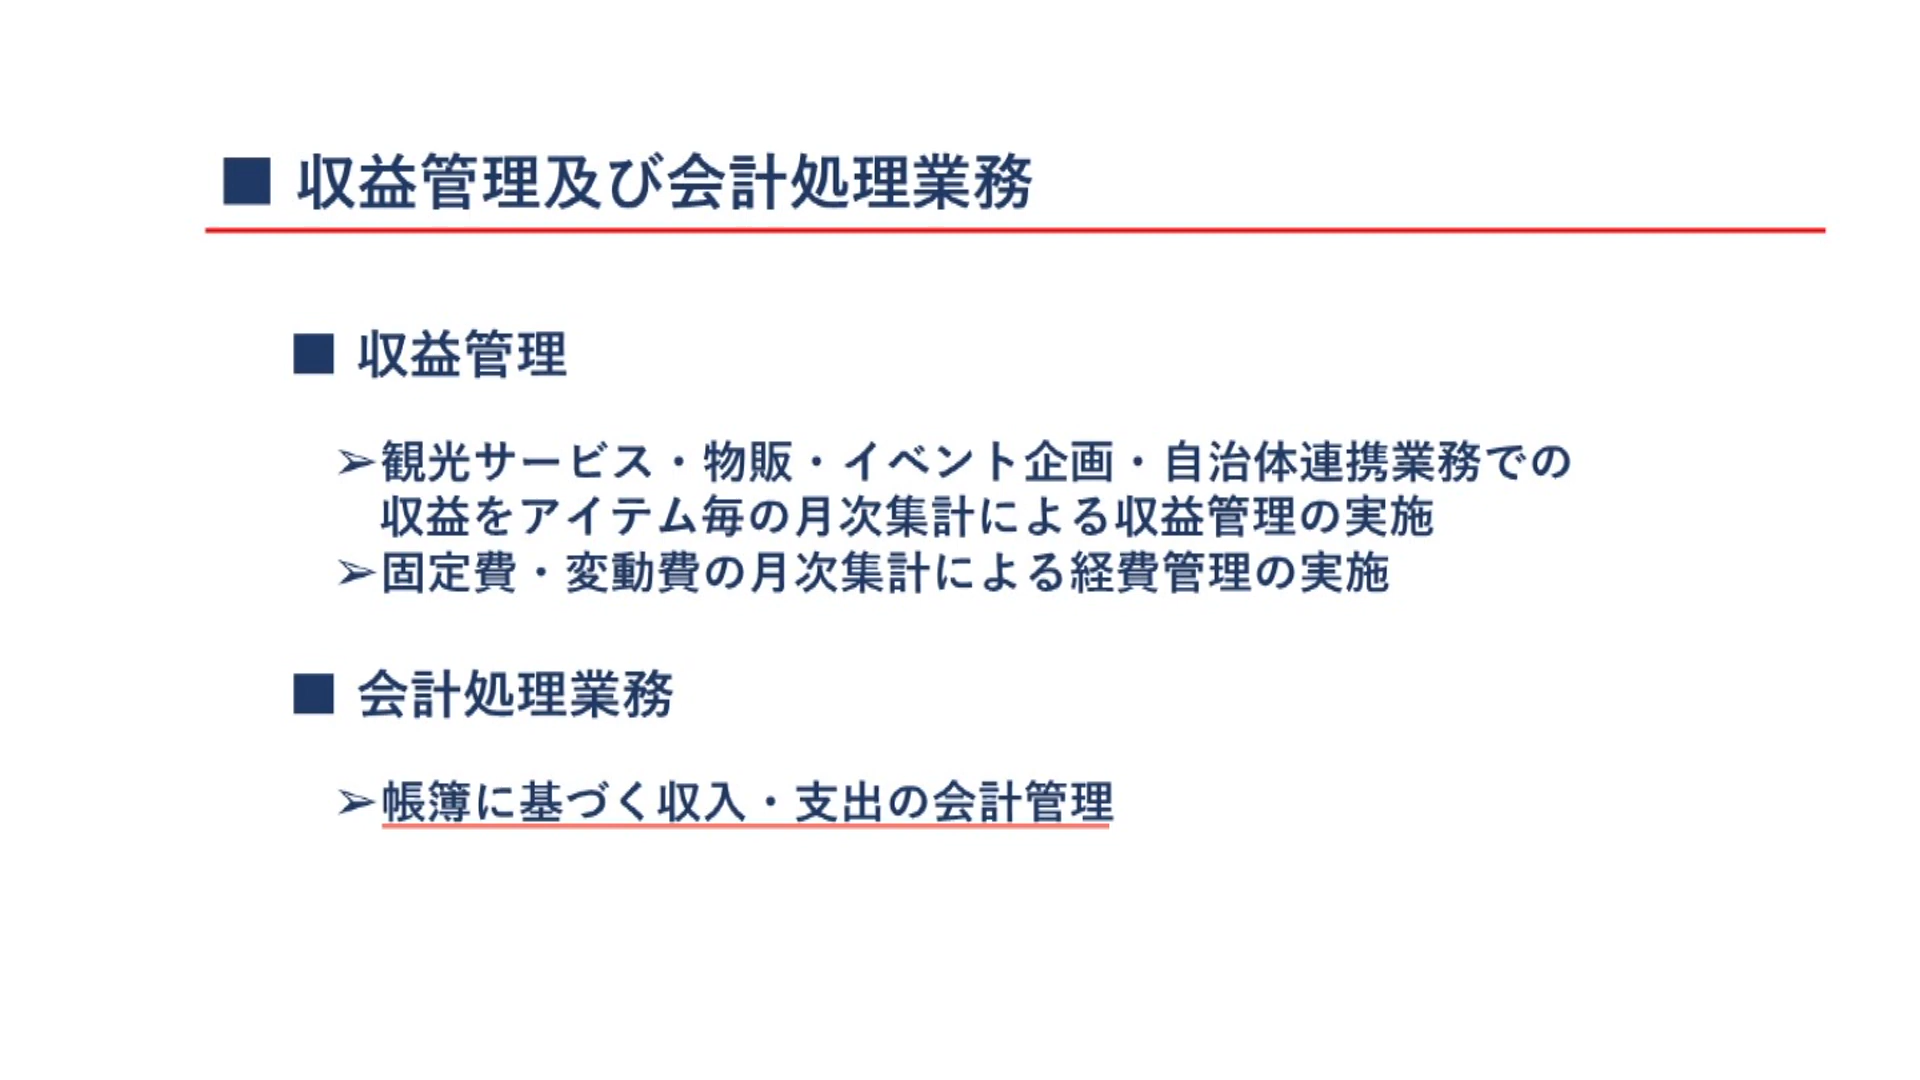 ■ 収益管理及び会計処理業務
■ 収益管理
➢観光サービス・物販・イベント企画・自治体連携業務での
収益をアイテム毎の月次集計による収益管理の実施
➢固定費・変動費の月次集計による経費管理の実施
■ 会計処理業務
➢帳簿に基づく収入・支出の会計管理